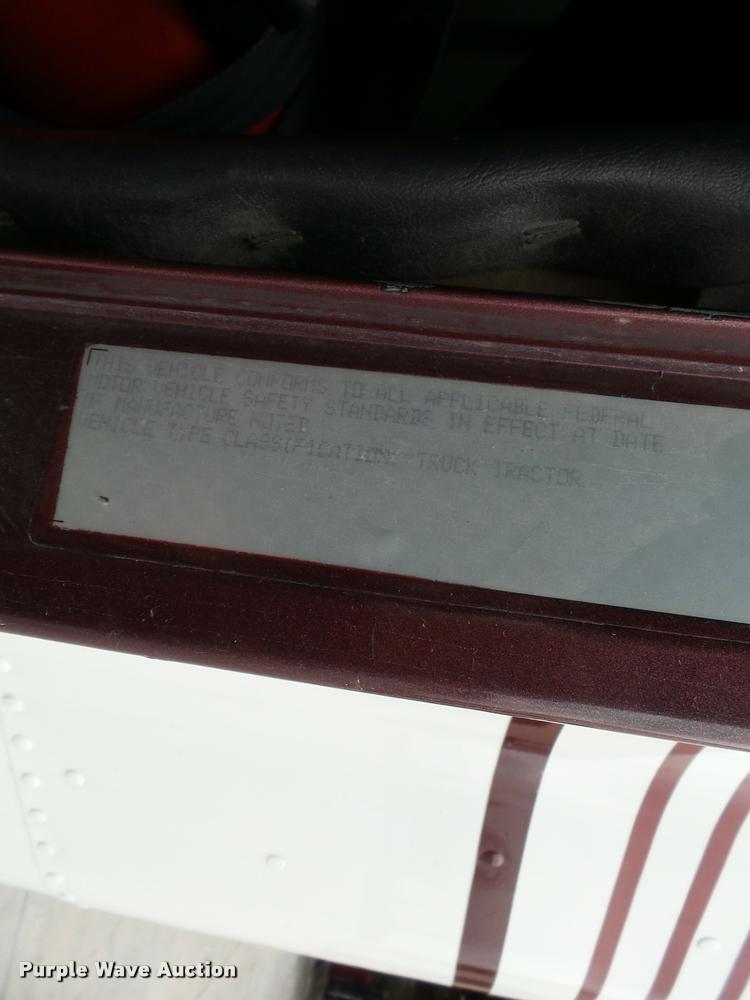 THIS VEHICLE CONFORMS TO ALL APPLICABLE FEDERAL
MOTOR VEHICLE SAFETY STANDARDS IN EFFECT AT DATE
OF MANUFACTURE NOTED.
VEHICLE TYPE CLASSIFICATION: TRUCK TRACTOR
Purple Wave Auction